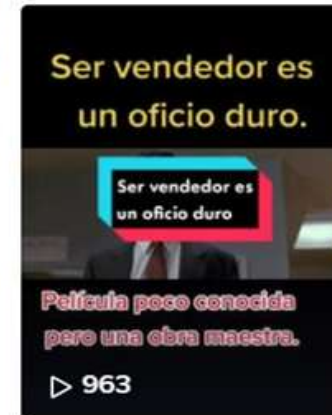 Ser vendedor es
un oficio duro.
Ser vendedor es
un oficio duro
Película poco conocida
pero una obra maestra.
963